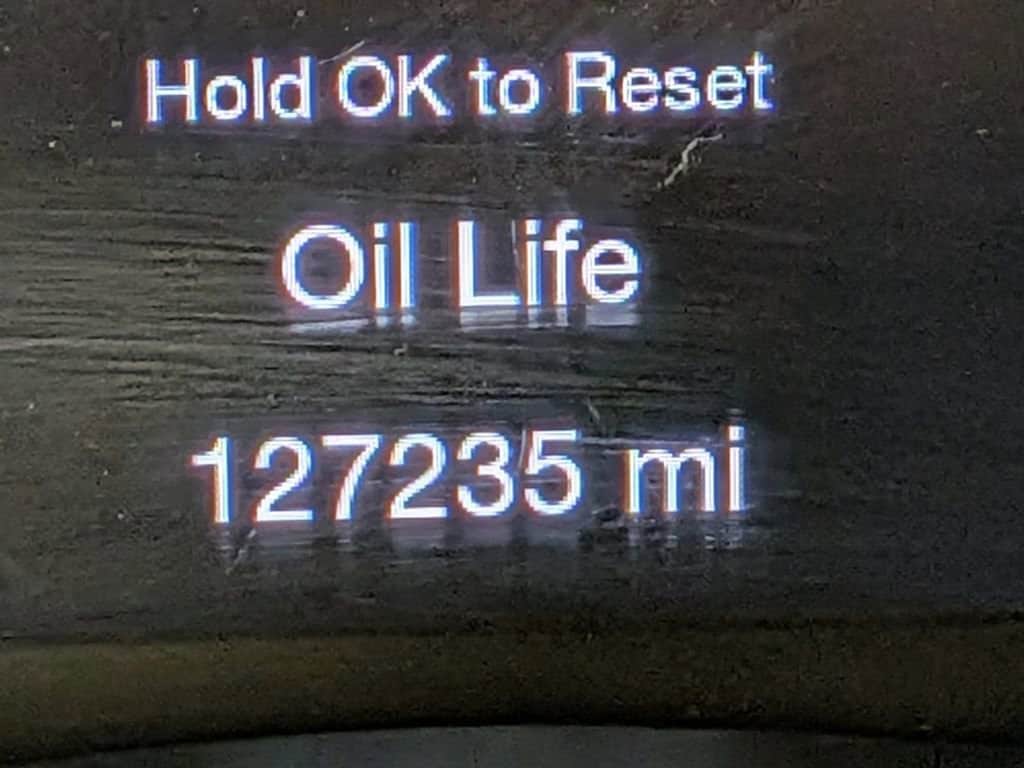 Hold OK to Reset
Oil Life
127235 mi